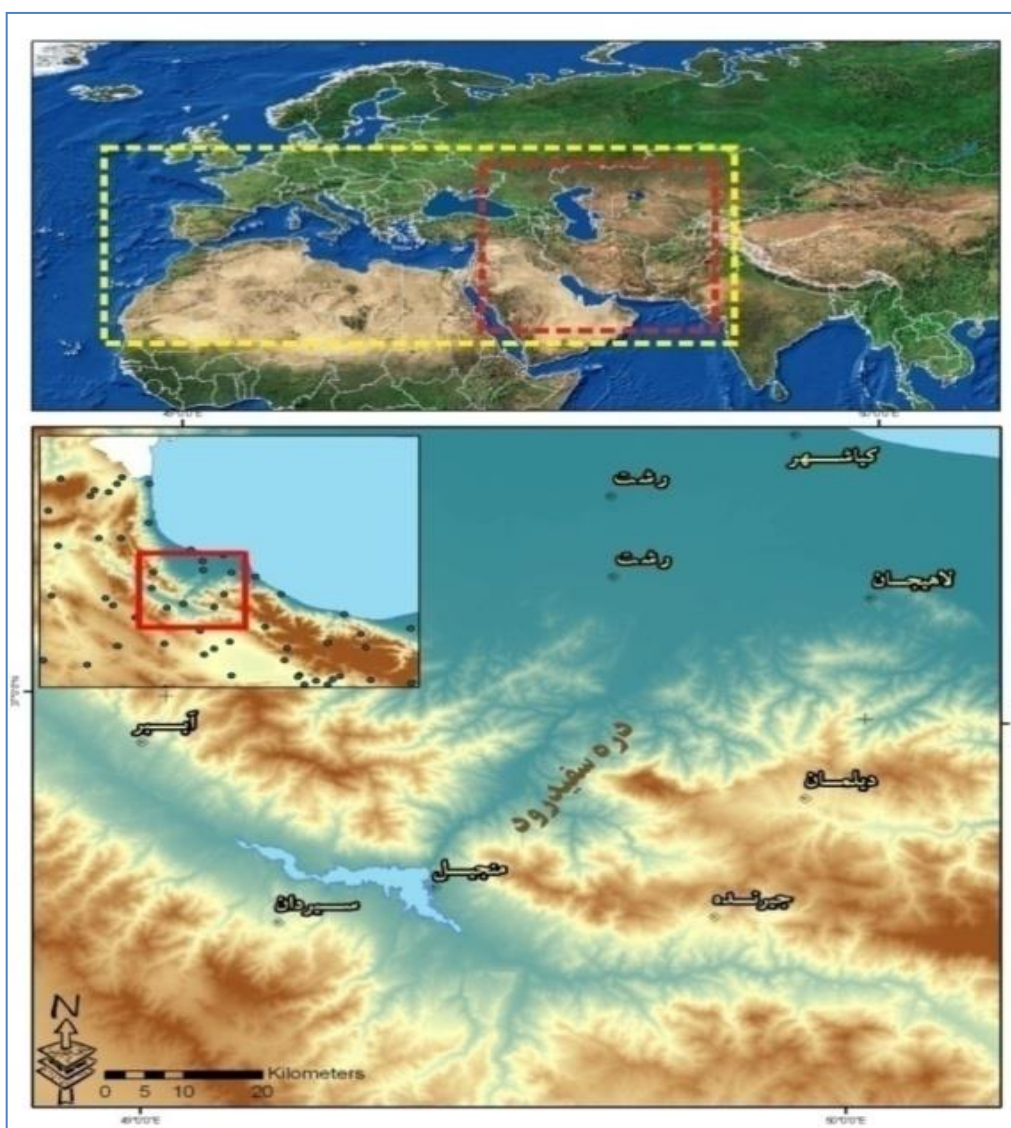 کیاشهر
رشت
رشت
لاهیجان
آببر
دره سفیدرود
دیلمان
منجیل
سیردان
جیرنده
N
Kilometers
0 5 10 20